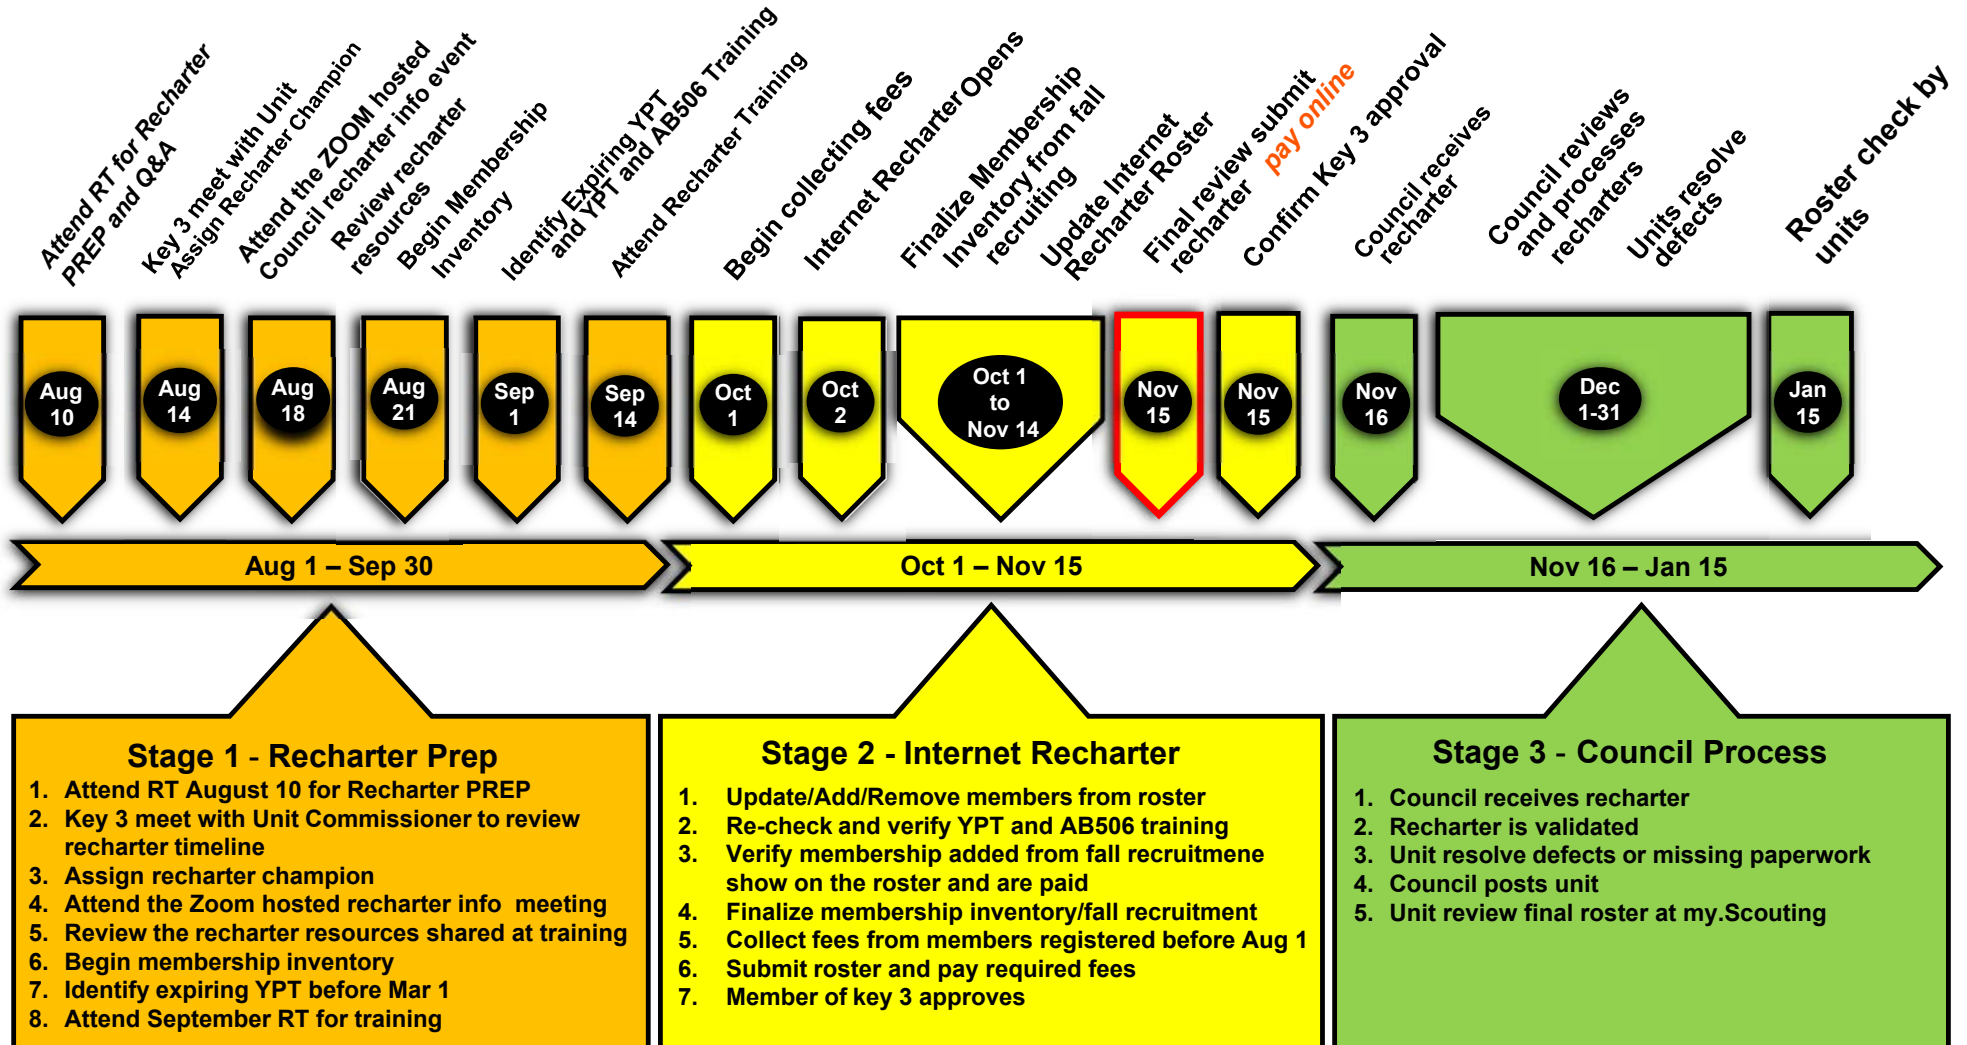 Attend RT for Recharter
PREP and Q&A
Key 3 meet with Unit
Assign Recharter Champion
Attend the ZOOM hosted
Council recharter info event
Review recharter
resources
Begin Membership
Inventory
Identify Expiring YPT
and YPT and AB506 Training
Attend Recharter Training
Begin collecting fees
Internet Recharter Opens
Finalize Membership
Inventory from fall
recruiting
Update Internet
Recharter Roster
Final review submit
recharter pay online
Confirm Key 3 approval
Council receives
recharter
Council reviews
and processes
recharters
Units resolve
defects
Roster check by
units
Aug
10
Aug
14
Aug
18
Aug
21
Sep
1
Sep
14
Oct
1
Oct
2
Oct 1
to
Nov 14
Nov
15
Nov
15
Nov
16
Dec
1-31
Jan
15
Aug 1 – Sep 30
Oct 1 – Nov 15
Nov 16 – Jan 15
Stage 1 - Recharter Prep
1. Attend RT August 10 for Recharter PREP
2. Key 3 meet with Unit Commissioner to review
recharter timeline
3. Assign recharter champion
4. Attend the Zoom hosted recharter info meeting
5. Review the recharter resources shared at training
6. Begin membership inventory
7. Identify expiring YPT before Mar 1
8. Attend September RT for training
Stage 2 - Internet Recharter
1. Update/Add/Remove members from roster
2. Re-check and verify YPT and AB506 training
3. Verify membership added from fall recruitmene
show on the roster and are paid
4. Finalize membership inventory/fall recruitment
5. Collect fees from members registered before Aug 1
6. Submit roster and pay required fees
7. Member of key 3 approves
Stage 3 - Council Process
1. Council receives recharter
2. Recharter is validated
3. Unit resolve defects or missing paperwork
4. Council posts unit
5. Unit review final roster at my.Scouting